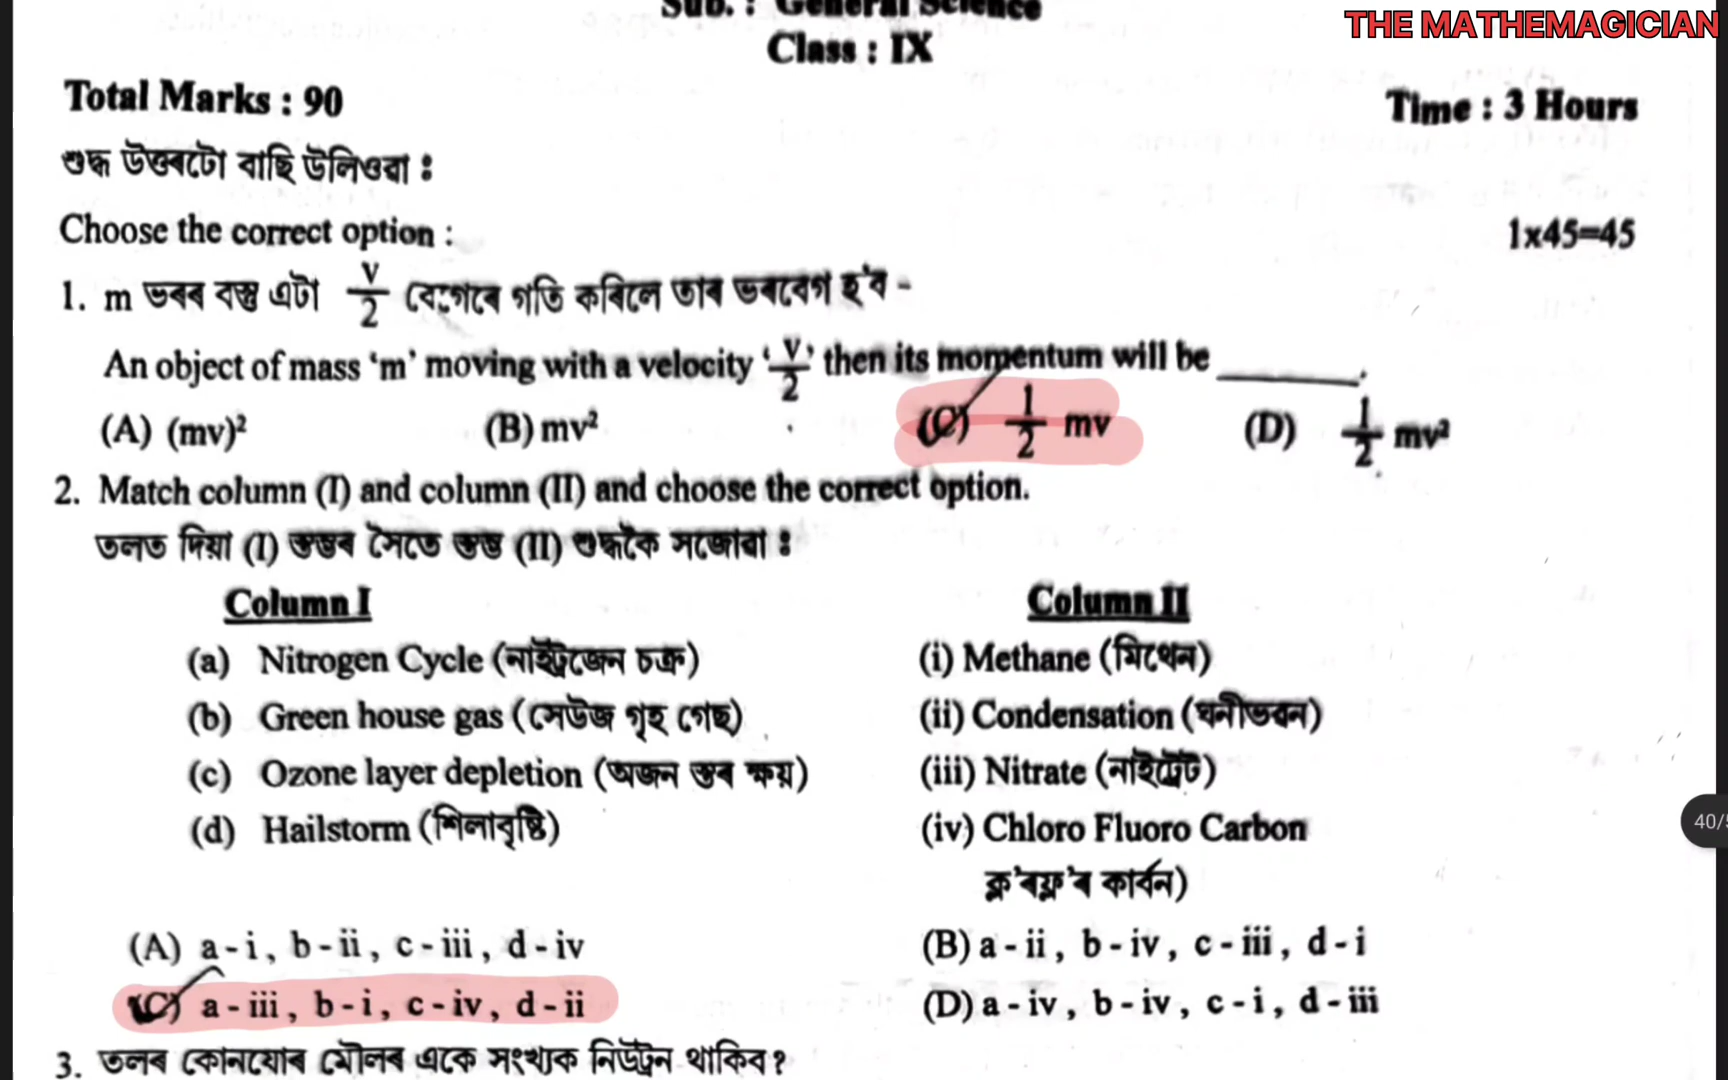 Sub. : General Science
THE MATHEMAGICIAN
Class : IX
Total Marks : 90
Time : 3 Hours
শুদ্ধ উত্তৰটো বাছি উলিওৱা :
Choose the correct option :
1x45=45
1. m ভৰৰ বস্তু এটা v/2 বেগেৰে গতি কৰিলে তাৰ ভৰবেগ হ'ব -
An object of mass ‘m’ moving with a velocity ‘v/2’ then its momentum will be ________.
(A) (mv)² (B) mv² (C) 1/2 mv (D) 1/2 mv²
2. Match column (I) and column (II) and choose the correct option.
তলত দিয়া (I) স্তম্ভৰ সৈতে স্তম্ভ (II) শুদ্ধকৈ সজোৱা :
Column I Column II
(a) Nitrogen Cycle (নাইট্ৰজেন চক্ৰ) (i) Methane (মিথেন)
(b) Green house gas (সেউজ গৃহ গেছ) (ii) Condensation (ঘনীভৱন)
(c) Ozone layer depletion (অজন স্তৰ ক্ষয়) (iii) Nitrate (নাইট্ৰেট)
(d) Hailstorm (শিলাবৃষ্টি) (iv) Chloro Fluoro Carbon
ক্ল'ৰফ্ল'ৰ কাৰ্বন)
40/5
(A) a - i, b - ii, c - iii, d - iv (B) a - ii, b - iv, c - iii, d - i
(C) a - iii, b - i, c - iv, d - ii (D) a - iv, b - iv, c - i, d - iii
3. তলৰ কোনযোৰ মৌলৰ একে সংখ্যক নিউট্ৰন থাকিব?